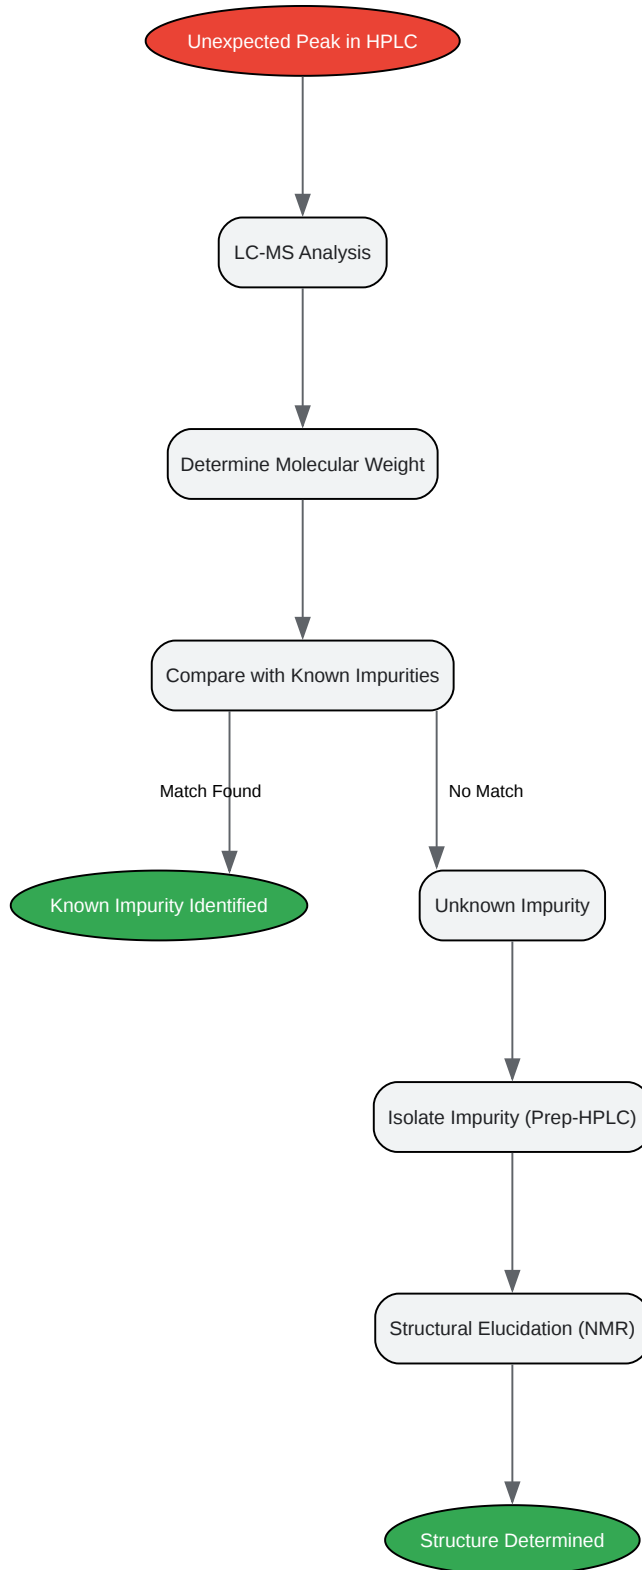 Unexpected Peak in HPLC
LC-MS Analysis
Determine Molecular Weight
Compare with Known Impurities
Match Found
No Match
Known Impurity Identified
Unknown Impurity
Isolate Impurity (Prep-HPLC)
Structural Elucidation (NMR)
Structure Determined